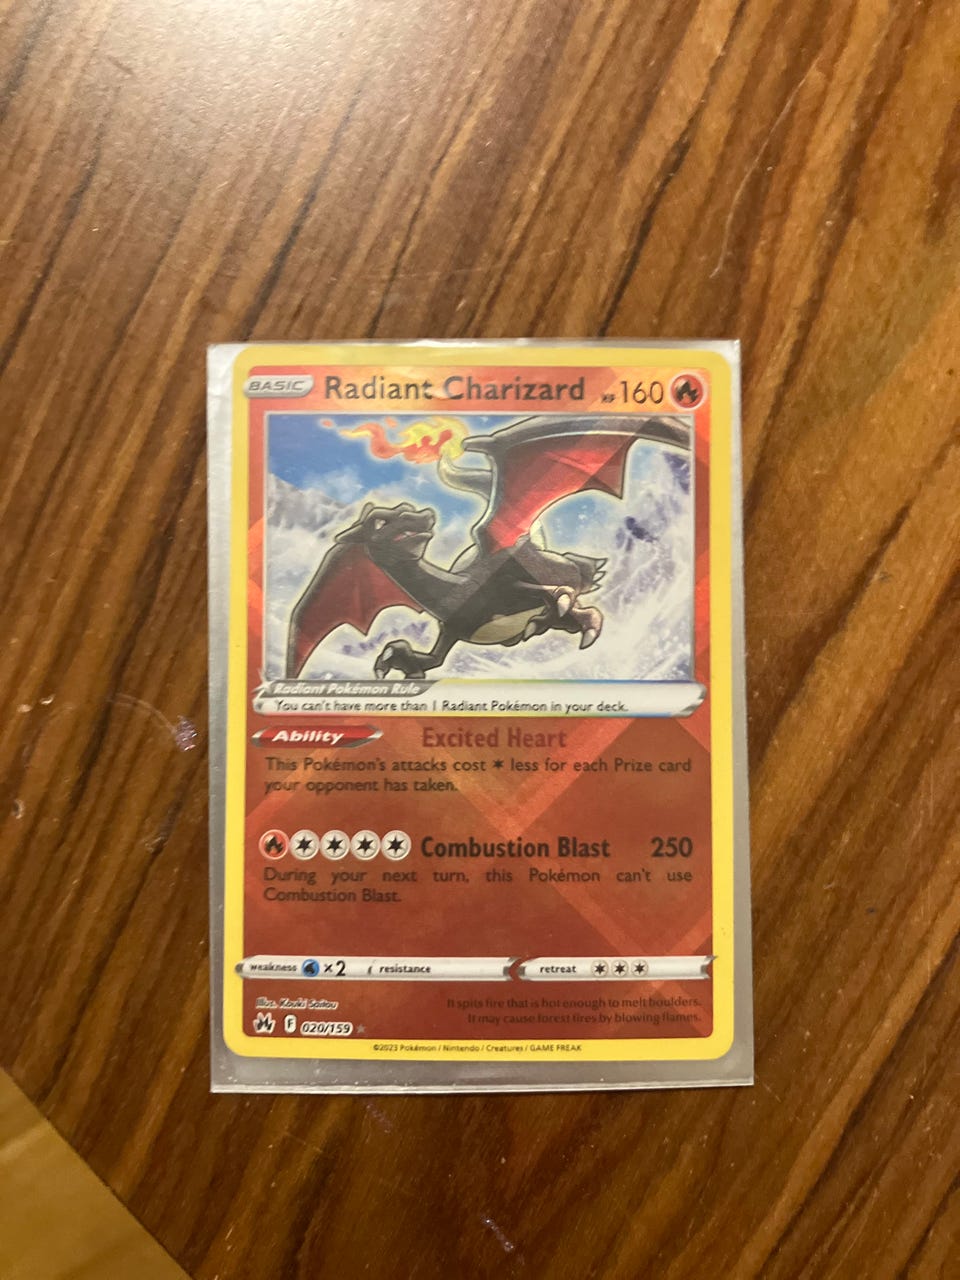 BASIC Radiant Charizard HP 160
Radiant Pokémon Rule
You can't have more than 1 Radiant Pokémon in your deck.
Ability Excited Heart
This Pokémon's attacks cost less for each Prize card
your opponent has taken.
Combustion Blast 250
During your next turn, this Pokémon can't use
Combustion Blast.
weakness ×2 resistance retreat
Illus. Kouki Saitou
It spits fire that is hot enough to melt boulders.
It may cause forest fires by blowing flames.
F 020/159
©2023 Pokémon / Nintendo / Creatures / GAME FREAK